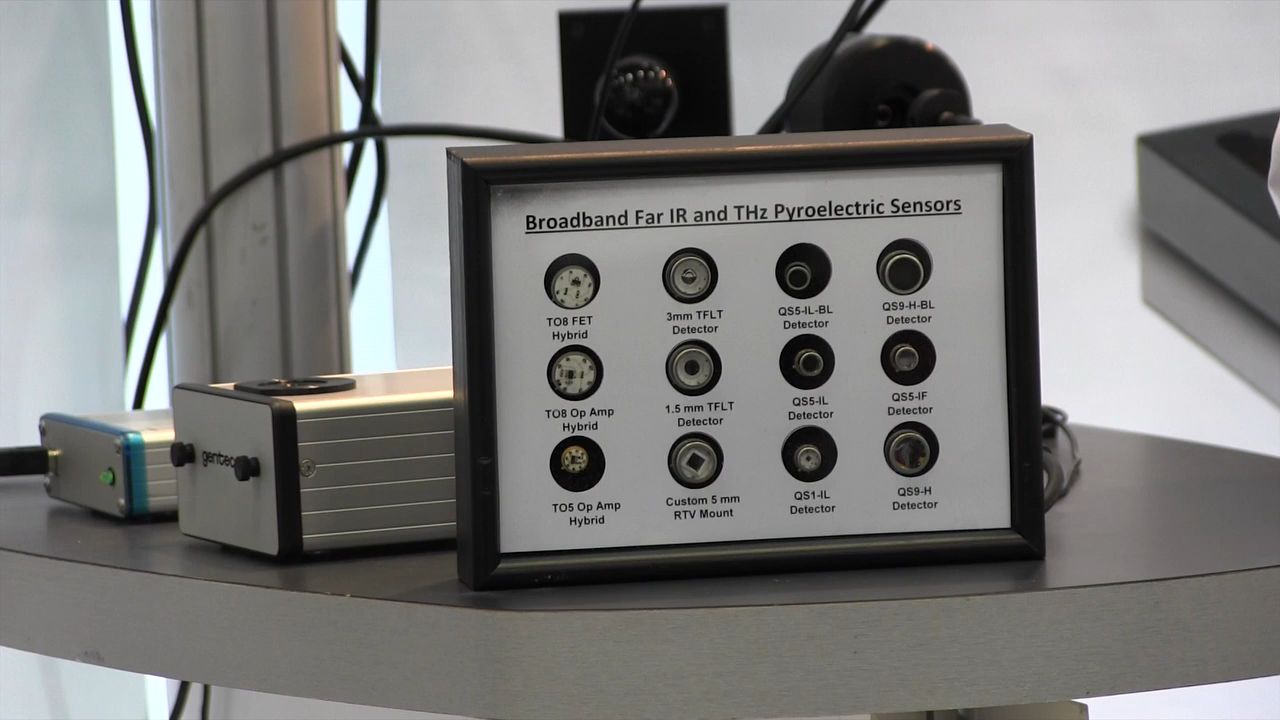 Broadband Far IR and THz Pyroelectric Sensors
TO8 FET
Hybrid
3mm TFLT
Detector
QS5-IL-BL
Detector
QS9-H-BL
Detector
TO8 Op Amp
Hybrid
1.5 mm TFLT
Detector
QS5-IL
Detector
QS5-IF
Detector
TO5 Op Amp
Hybrid
Custom 5 mm
RTV Mount
QS1-IL
Detector
QS9-H
Detector
gentec